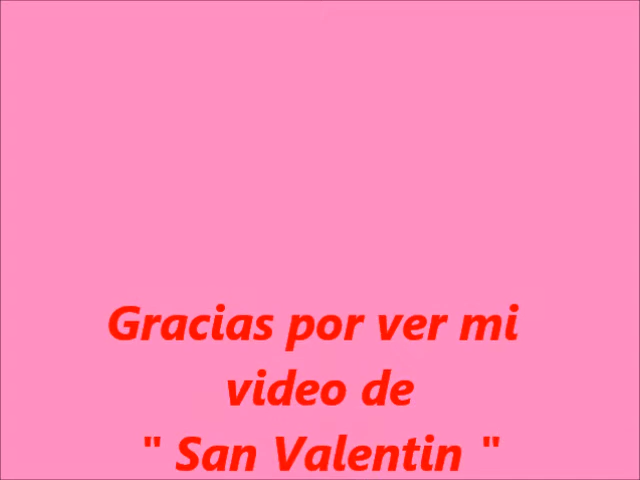 Gracias por ver mi
video de
" San Valentin "